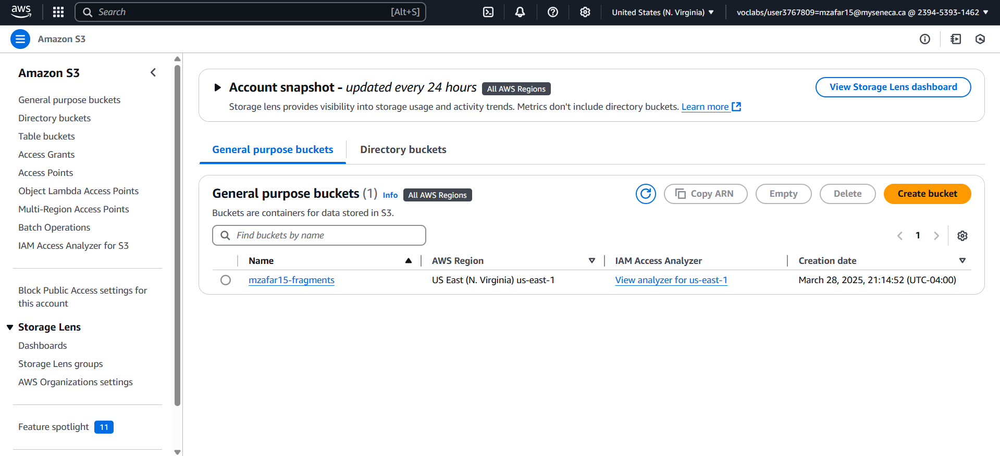 aws
Search [Alt+S]
United States (N. Virginia)
voclabs/user3767809=mzafar15@myseneca.ca @ 2394-5393-1462
Amazon S3
Amazon S3
General purpose buckets
Directory buckets
Table buckets
Access Grants
Access Points
Object Lambda Access Points
Multi-Region Access Points
Batch Operations
IAM Access Analyzer for S3
Block Public Access settings for
this account
Storage Lens
Dashboards
Storage Lens groups
AWS Organizations settings
Feature spotlight 11
Account snapshot - updated every 24 hours All AWS Regions
View Storage Lens dashboard
Storage lens provides visibility into storage usage and activity trends. Metrics don't include directory buckets. Learn more
General purpose buckets
Directory buckets
General purpose buckets (1) Info All AWS Regions
Copy ARN
Empty
Delete
Create bucket
Buckets are containers for data stored in S3.
Find buckets by name
1
Name AWS Region IAM Access Analyzer Creation date
mzafar15-fragments US East (N. Virginia) us-east-1 View analyzer for us-east-1 March 28, 2025, 21:14:52 (UTC-04:00)